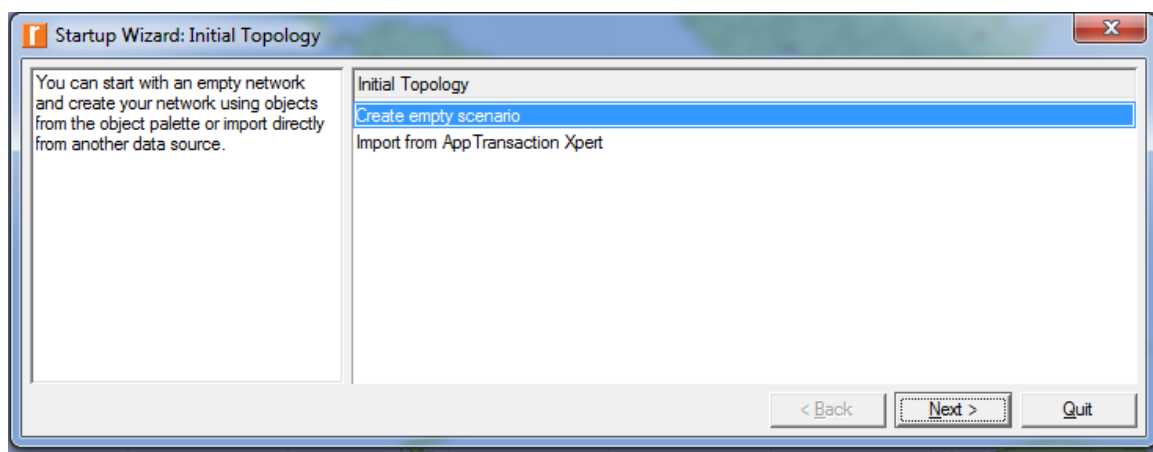 Startup Wizard: Initial Topology
You can start with an empty network
and create your network using objects
from the object palette or import directly
from another data source.
Initial Topology
Create empty scenario
Import from AppTransaction Xpert
< Back
Next >
Quit